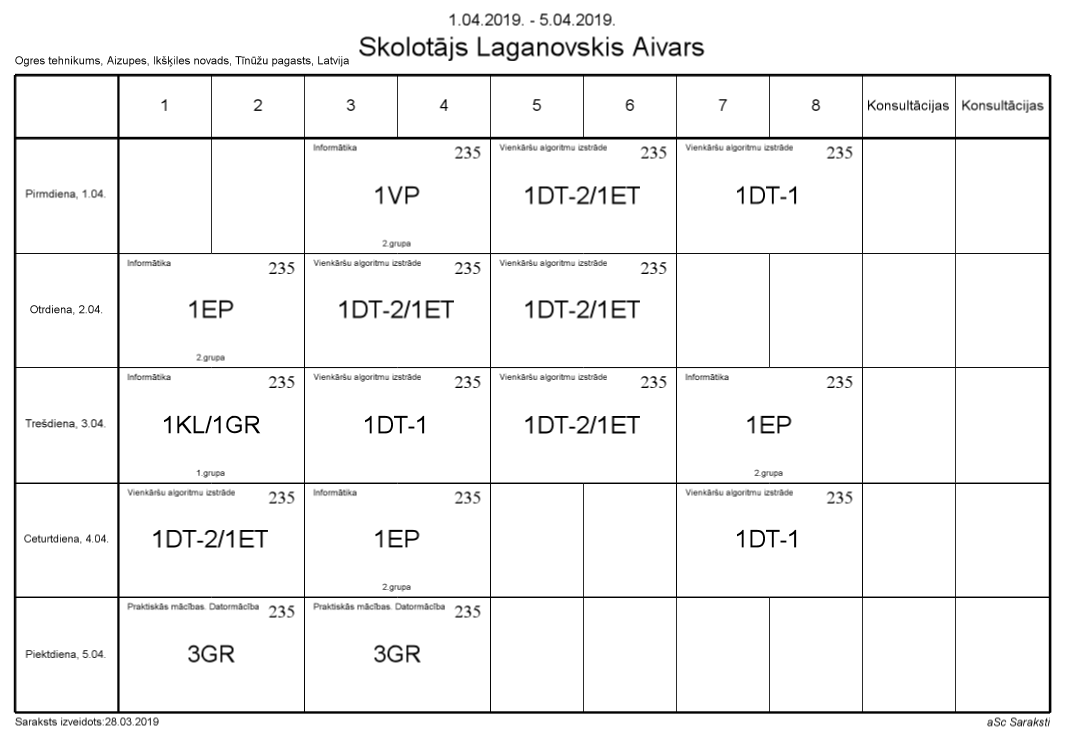 1.04.2019. - 5.04.2019.
Skolotājs Laganovskis Aivars
Ogres tehnikums, Aizupes, Ikšķiles novads, Tīnūžu pagasts, Latvija
1 2 3 4 5 6 7 8 Konsultācijas Konsultācijas
Pirmdiena, 1.04.
Informātika 235
1VP
2.grupa
Vienkāršu algoritmu izstrāde 235
1DT-2/1ET
Vienkāršu algoritmu izstrāde 235
1DT-1
Otrdiena, 2.04.
Informātika 235
1EP
2.grupa
Vienkāršu algoritmu izstrāde 235
1DT-2/1ET
Vienkāršu algoritmu izstrāde 235
1DT-2/1ET
Trešdiena, 3.04.
Informātika 235
1KL/1GR
1.grupa
Vienkāršu algoritmu izstrāde 235
1DT-1
Vienkāršu algoritmu izstrāde 235
1DT-2/1ET
Informātika 235
1EP
2.grupa
Ceturtdiena, 4.04.
Vienkāršu algoritmu izstrāde 235
1DT-2/1ET
Informātika 235
1EP
2.grupa
Vienkāršu algoritmu izstrāde 235
1DT-1
Piektdiena, 5.04.
Praktiskās mācības. Datormācība 235
3GR
Praktiskās mācības. Datormācība 235
3GR
Saraksts izveidots:28.03.2019
aSc Saraksti